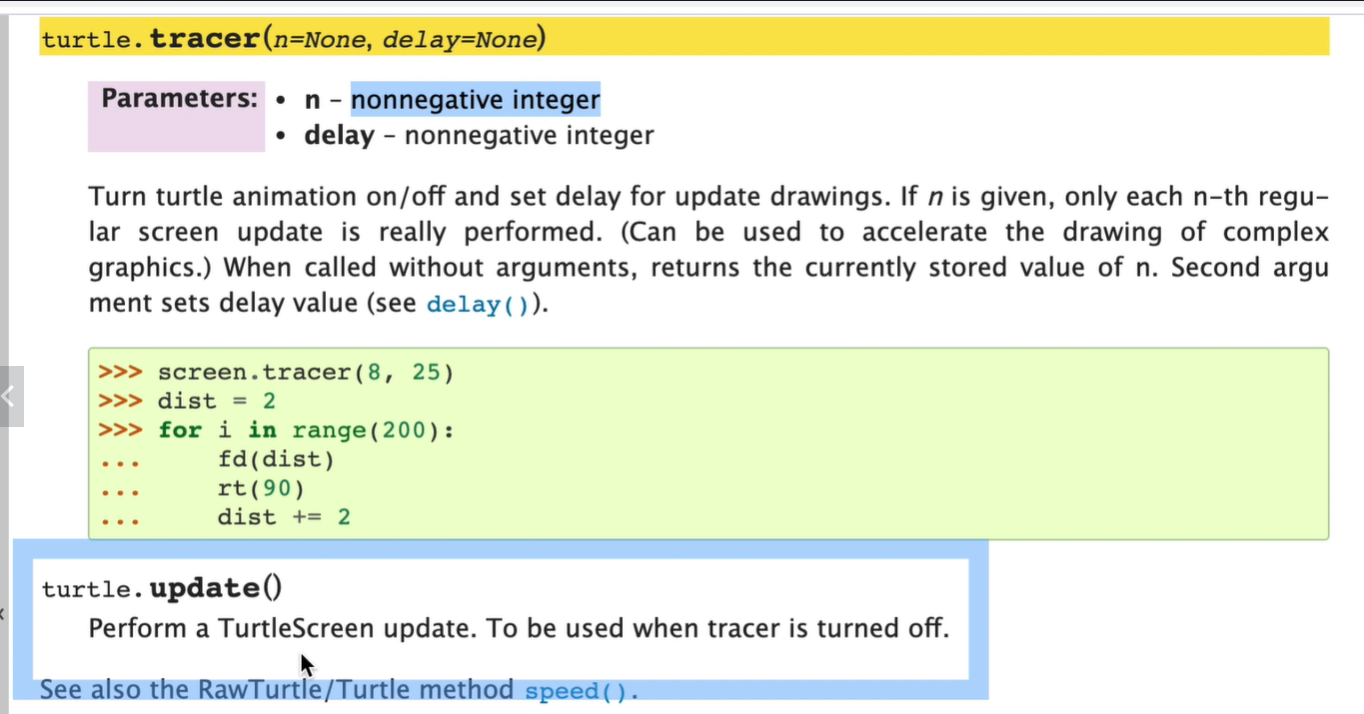 turtle.tracer(n=None, delay=None)
Parameters: • n – nonnegative integer
• delay – nonnegative integer
Turn turtle animation on/off and set delay for update drawings. If n is given, only each n-th regu-
lar screen update is really performed. (Can be used to accelerate the drawing of complex
graphics.) When called without arguments, returns the currently stored value of n. Second argu
ment sets delay value (see delay()).
>>> screen.tracer(8, 25)
>>> dist = 2
>>> for i in range(200):
...     fd(dist)
...     rt(90)
...     dist += 2
turtle.update()
Perform a TurtleScreen update. To be used when tracer is turned off.
See also the RawTurtle/Turtle method speed().